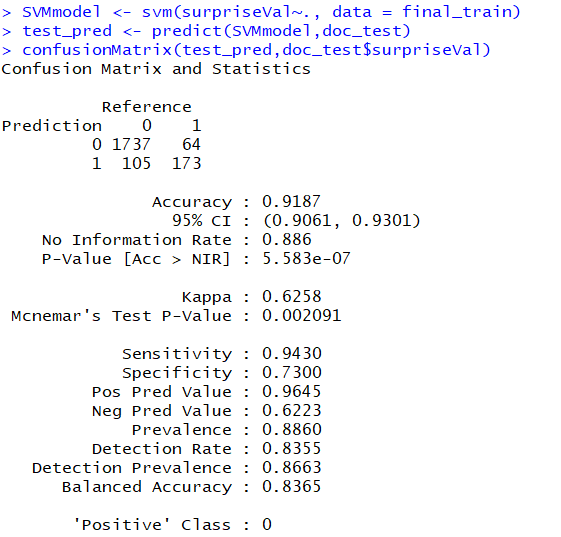 > SVMmodel <- svm(surpriseVal~., data = final_train)
> test_pred <- predict(SVMmodel,doc_test)
> confusionMatrix(test_pred,doc_test$surpriseVal)
Confusion Matrix and Statistics
Reference
Prediction 0 1
0 1737 64
1 105 173
Accuracy : 0.9187
95% CI : (0.9061, 0.9301)
No Information Rate : 0.886
P-Value [Acc > NIR] : 5.583e-07
Kappa : 0.6258
Mcnemar's Test P-Value : 0.002091
Sensitivity : 0.9430
Specificity : 0.7300
Pos Pred Value : 0.9645
Neg Pred Value : 0.6223
Prevalence : 0.8860
Detection Rate : 0.8355
Detection Prevalence : 0.8663
Balanced Accuracy : 0.8365
'Positive' Class : 0